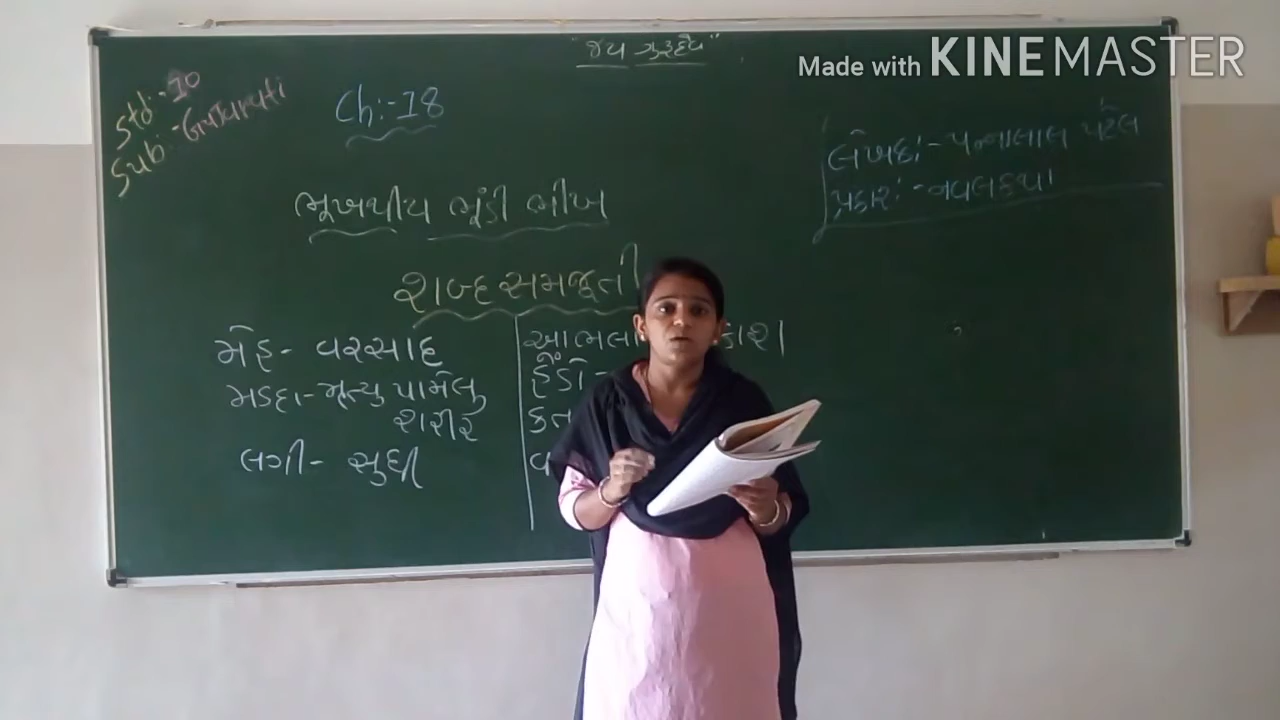 "જય ગુરૂદેવ"
Made with KINEMASTER
Std:-10
Sub:-Gujarati
Ch:-18
લેખક:- પન્નાલાલ પટેલ
પ્રકાર:- નવલકથા
ભૂખથીય ભૂંડી ભીખ
શબ્દસમજૂતી
મેહ - વરસાદ
મડદા - મૃત્યુ પામેલુ
શરીર
લગી - સુધી
આભલા
હેંડો -